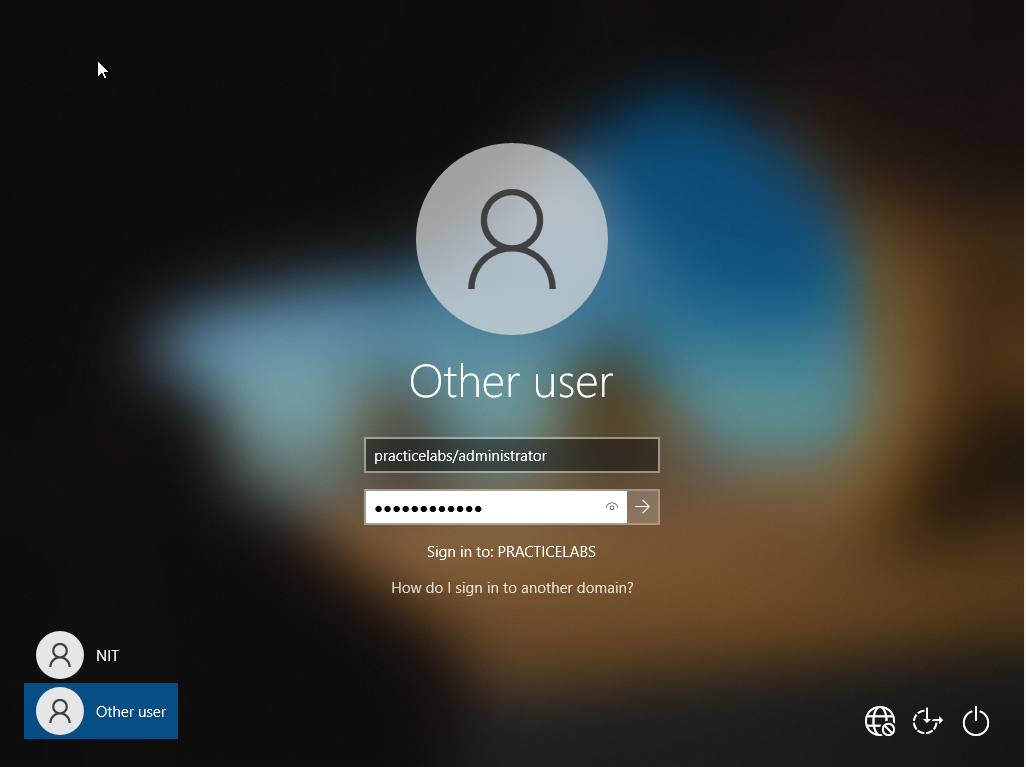 Other user
practicelabs/administrator
●●●●●●●●●●●●
Sign in to: PRACTICELABS
How do I sign in to another domain?
NIT
Other user